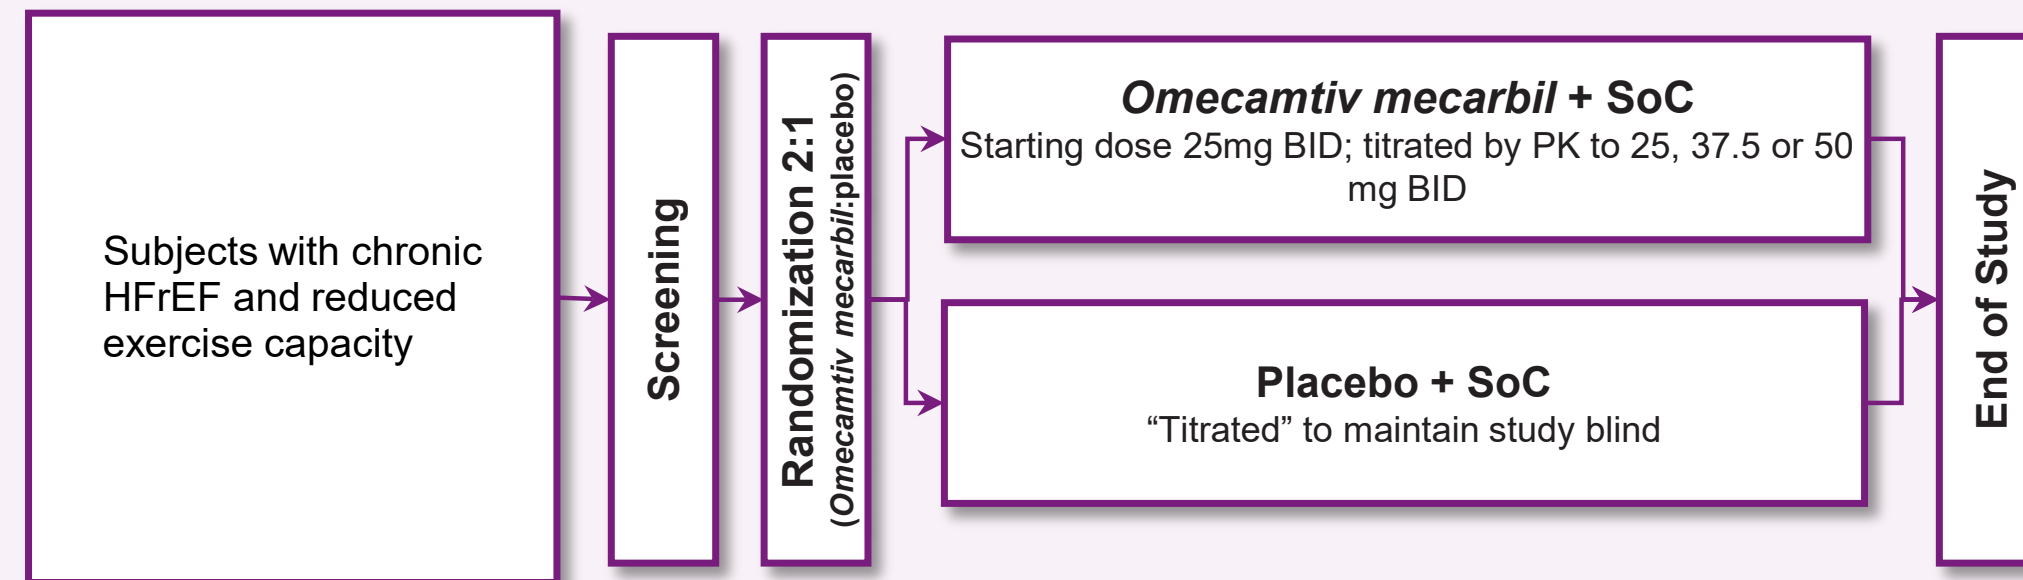 Subjects with chronic
HFrEF and reduced
exercise capacity
Screening
Randomization 2:1
(Omecamtiv mecarbil:placebo)
Omecamtiv mecarbil + SoC
Starting dose 25mg BID; titrated by PK to 25, 37.5 or 50
mg BID
Placebo + SoC
“Titrated” to maintain study blind
End of Study